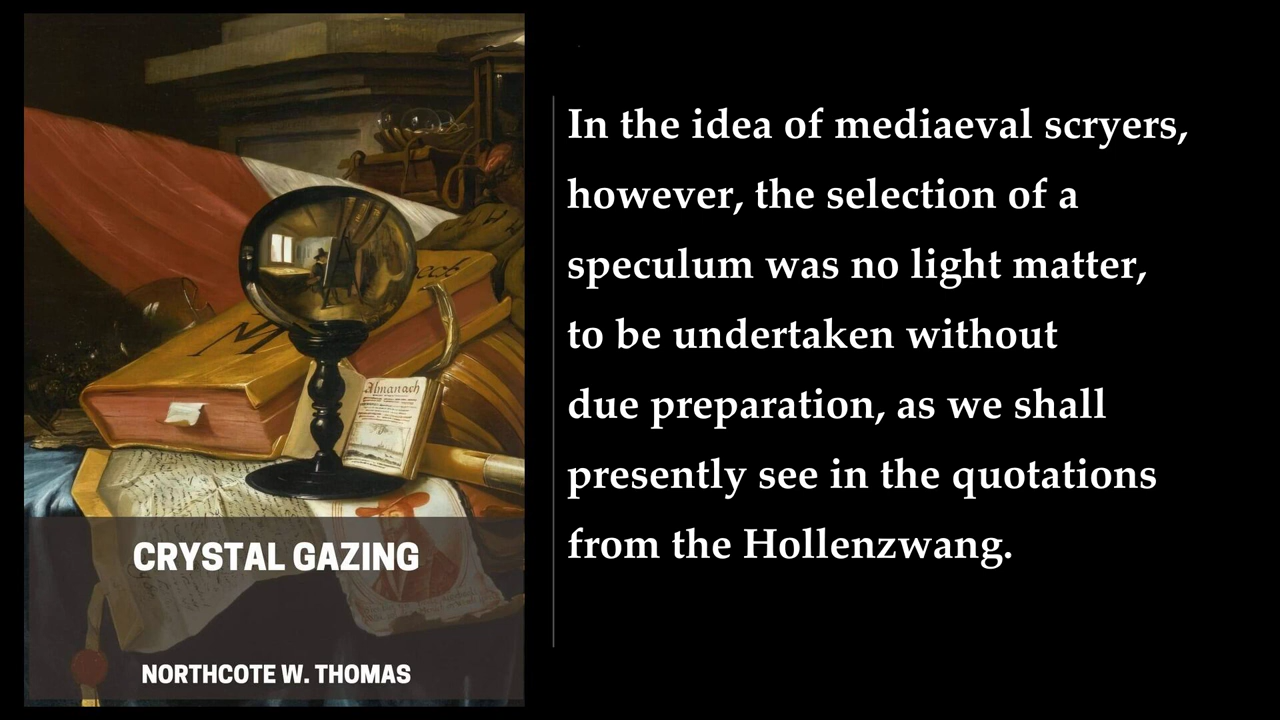 M
Almanach
CRYSTAL GAZING
NORTHCOTE W. THOMAS
In the idea of mediaeval scryers,
however, the selection of a
speculum was no light matter,
to be undertaken without
due preparation, as we shall
presently see in the quotations
from the Hollenzwang.